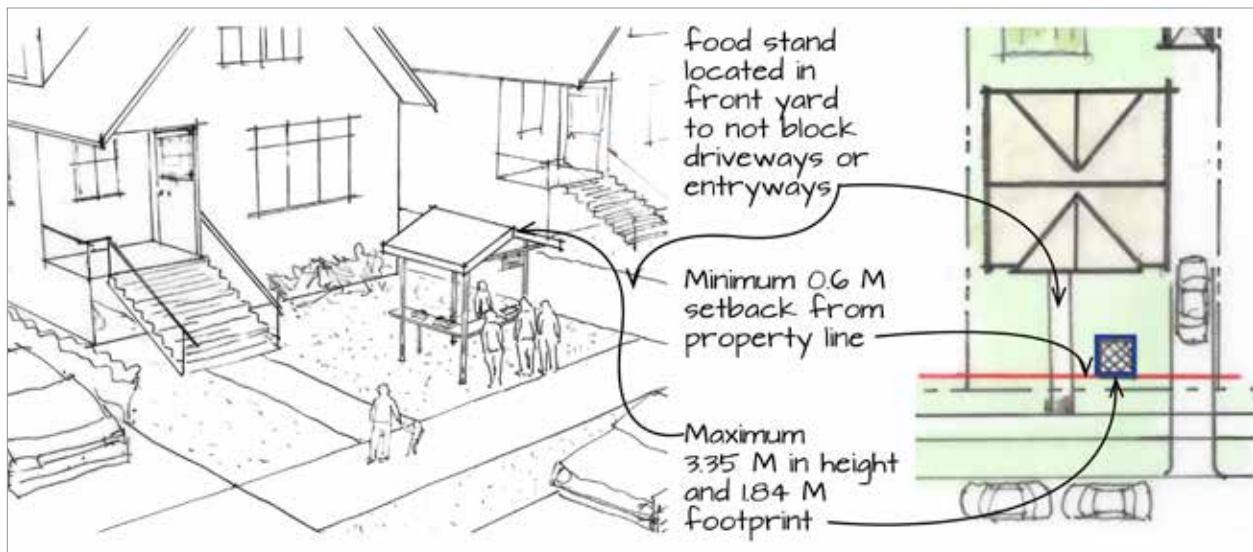 food stand
located in
front yard
to not block
driveways or
entryways
Minimum 0.6 M
setback from
property line
Maximum
3.35 M in height
and 1.84 M
footprint